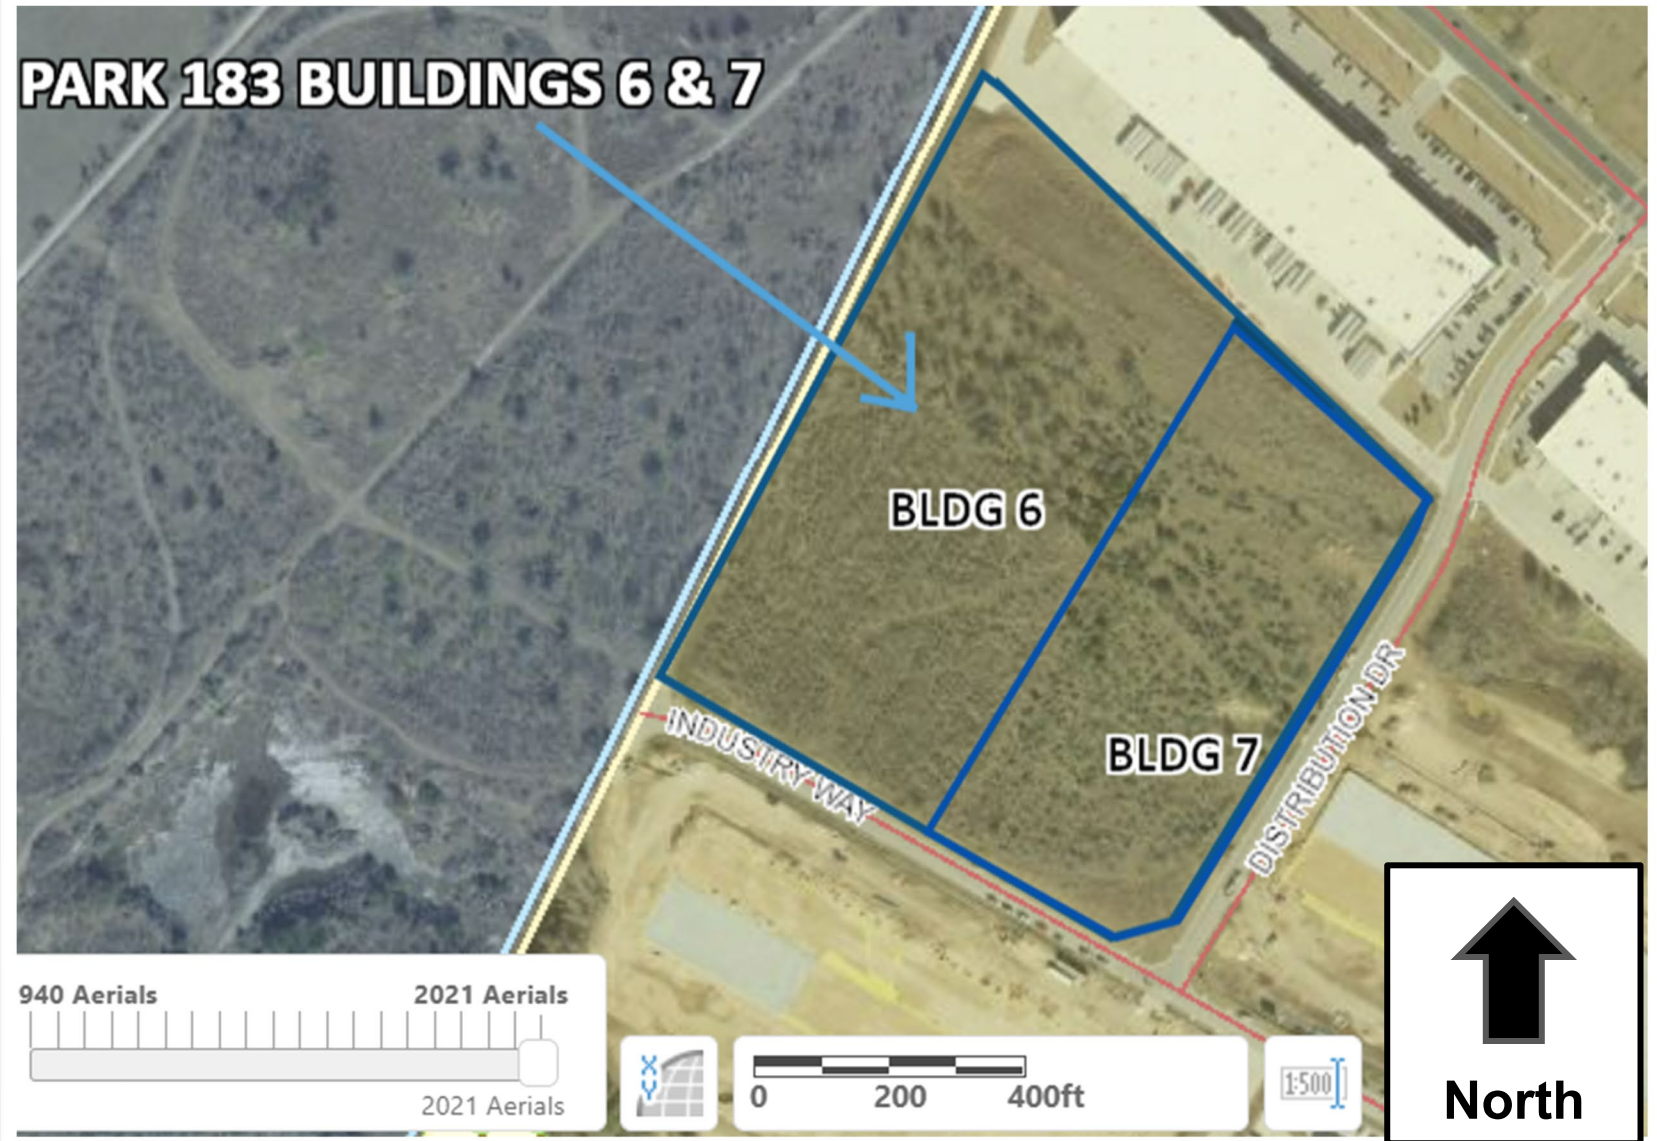 PARK 183 BUILDINGS 6 & 7
BLDG 6
BLDG 7
INDUSTRY WAY
DISTRIBUTION DR
940 Aerials
2021 Aerials
2021 Aerials
X
Y
0 200 400ft
1:500
North